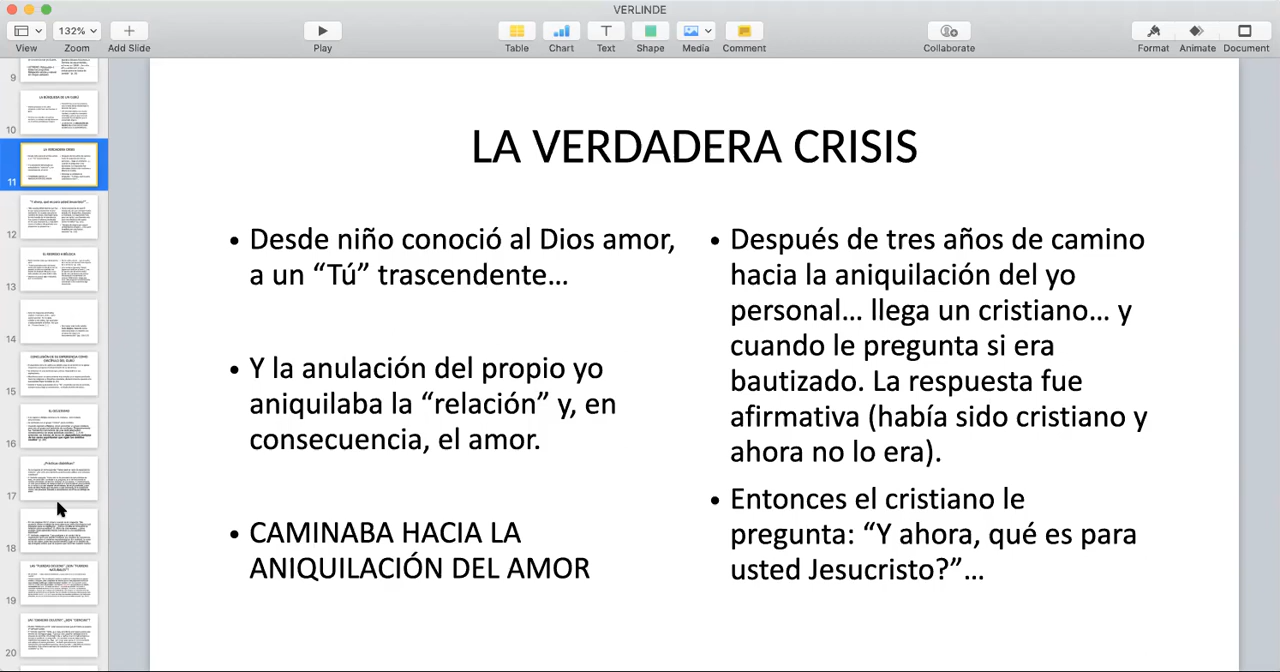 VERLINDE
132%
View
Zoom
Add Slide
Play
Table
Chart
Text
Shape
Media
Comment
Collaborate
Format
Animate
Document
9
10
11
12
13
14
15
16
17
18
19
20
LA VERDADERA CRISIS
• Desde niño conoció al Dios amor,
a un “Tú” trascendente…
• Y la anulación del propio yo
aniquilaba la “relación” y, en
consecuencia, el amor.
• CAMINABA HACIA LA
ANIQULACIÓN DEL AMOR
• Después de tres años de camino
hacia la aniquilación del yo
personal… llega un cristiano… y
cuando le pregunta si era
bautizado. La respuesta fue
afirmativa (había sido cristiano y
ahora no lo era).
• Entonces el cristiano le
pregunta: “Y ahora, qué es para
usted Jesucristo?”…